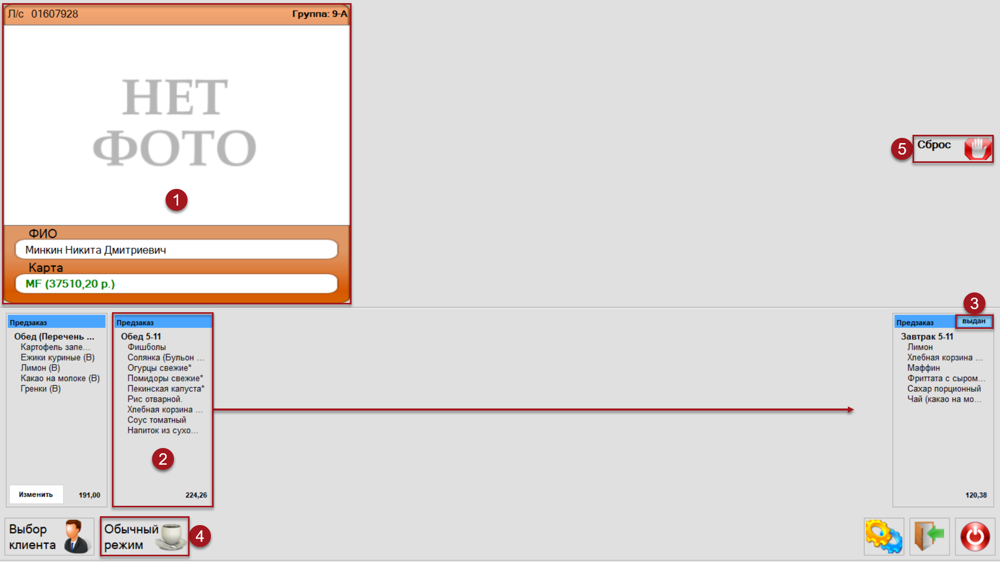 Л/с 01607928
Группа: 9-А
НЕТ
ФОТО
1
ФИО
Минкин Никита Дмитриевич
Карта
MF (37510,20 р.)
5
Сброс
3
Предзаказ
Обед (Перечень ...
Картофель запе...
Ежики куриные (В)
Лимон (В)
Какао на молоке (В)
Гренки (В)
Изменить
191,00
Предзаказ
Обед 5-11
Фишболы
Солянка (Бульон ...
Огурцы свежие*
Помидоры свежие*
Пекинская капуста*
Рис отварной.
Хлебная корзина ...
Соус томатный
Напиток из сухо...
2
224,26
Предзаказ
выдан
Завтрак 5-11
Лимон
Хлебная корзина ...
Маффин
Фриттата с сыром...
Сахар порционный
Чай (какао на мо...
120,38
Выбор
клиента
Обычный
режим
4